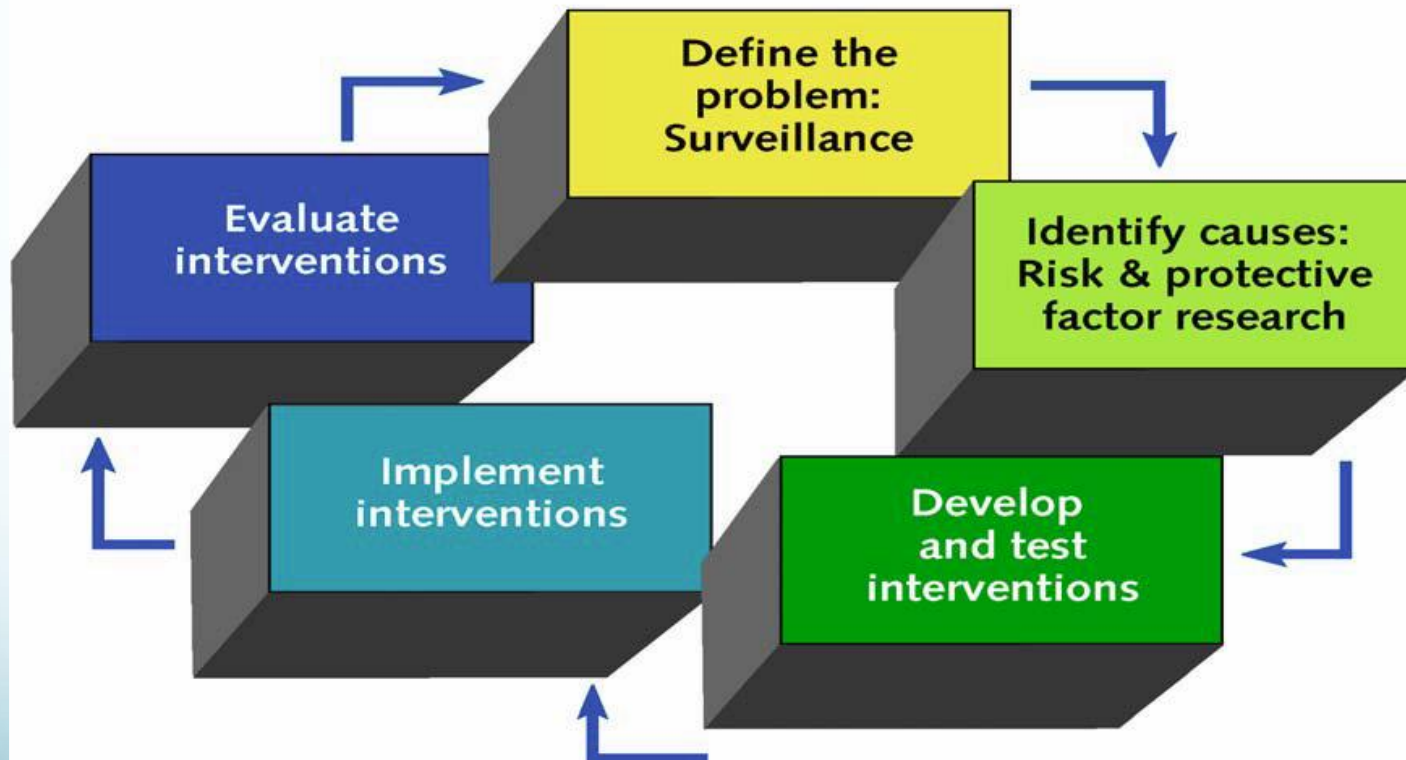 Define the
problem:
Surveillance
Identify causes:
Risk & protective
factor research
Develop
and test
interventions
Implement
interventions
Evaluate
interventions